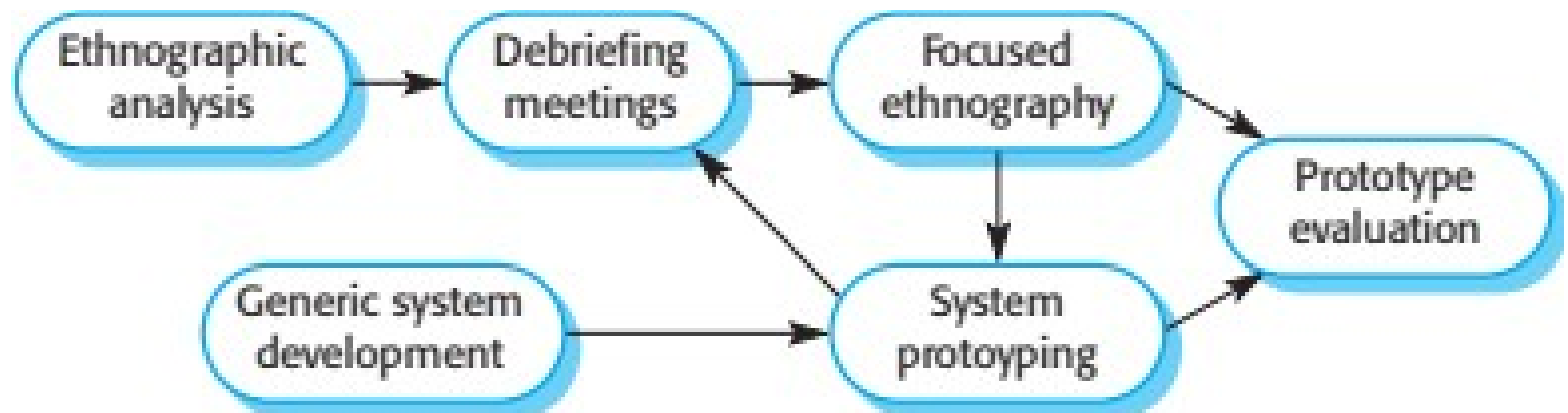 Ethnographic
analysis
Debriefing
meetings
Focused
ethnography
Prototype
evaluation
Generic system
development
System
protoyping